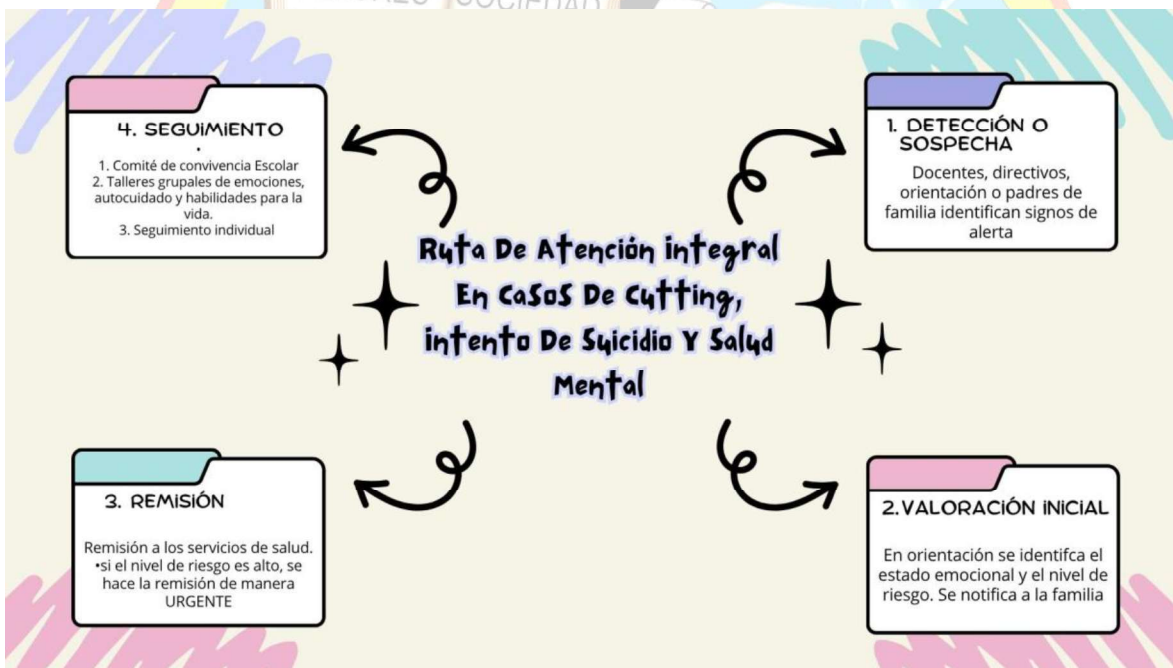 SOCIEDAD
4. SEGUIMIENTO
•
1. Comité de convivencia Escolar
2. Talleres grupales de emociones,
autocuidado y habilidades para la
vida.
3. Seguimiento individual
1. DETECCIÓN O
SOSPECHA
Docentes, directivos,
orientación o padres de
familia identifican signos de
alerta
Ruta De Atención integral
En Casos De Cutting,
intento De Suicidio Y Salud
Mental
3. REMISIÓN
Remisión a los servicios de salud.
•si el nivel de riesgo es alto, se
hace la remisión de manera
URGENTE
2.VALORACIÓN INICIAL
En orientación se identifca el
estado emocional y el nivel de
riesgo. Se notifica a la familia